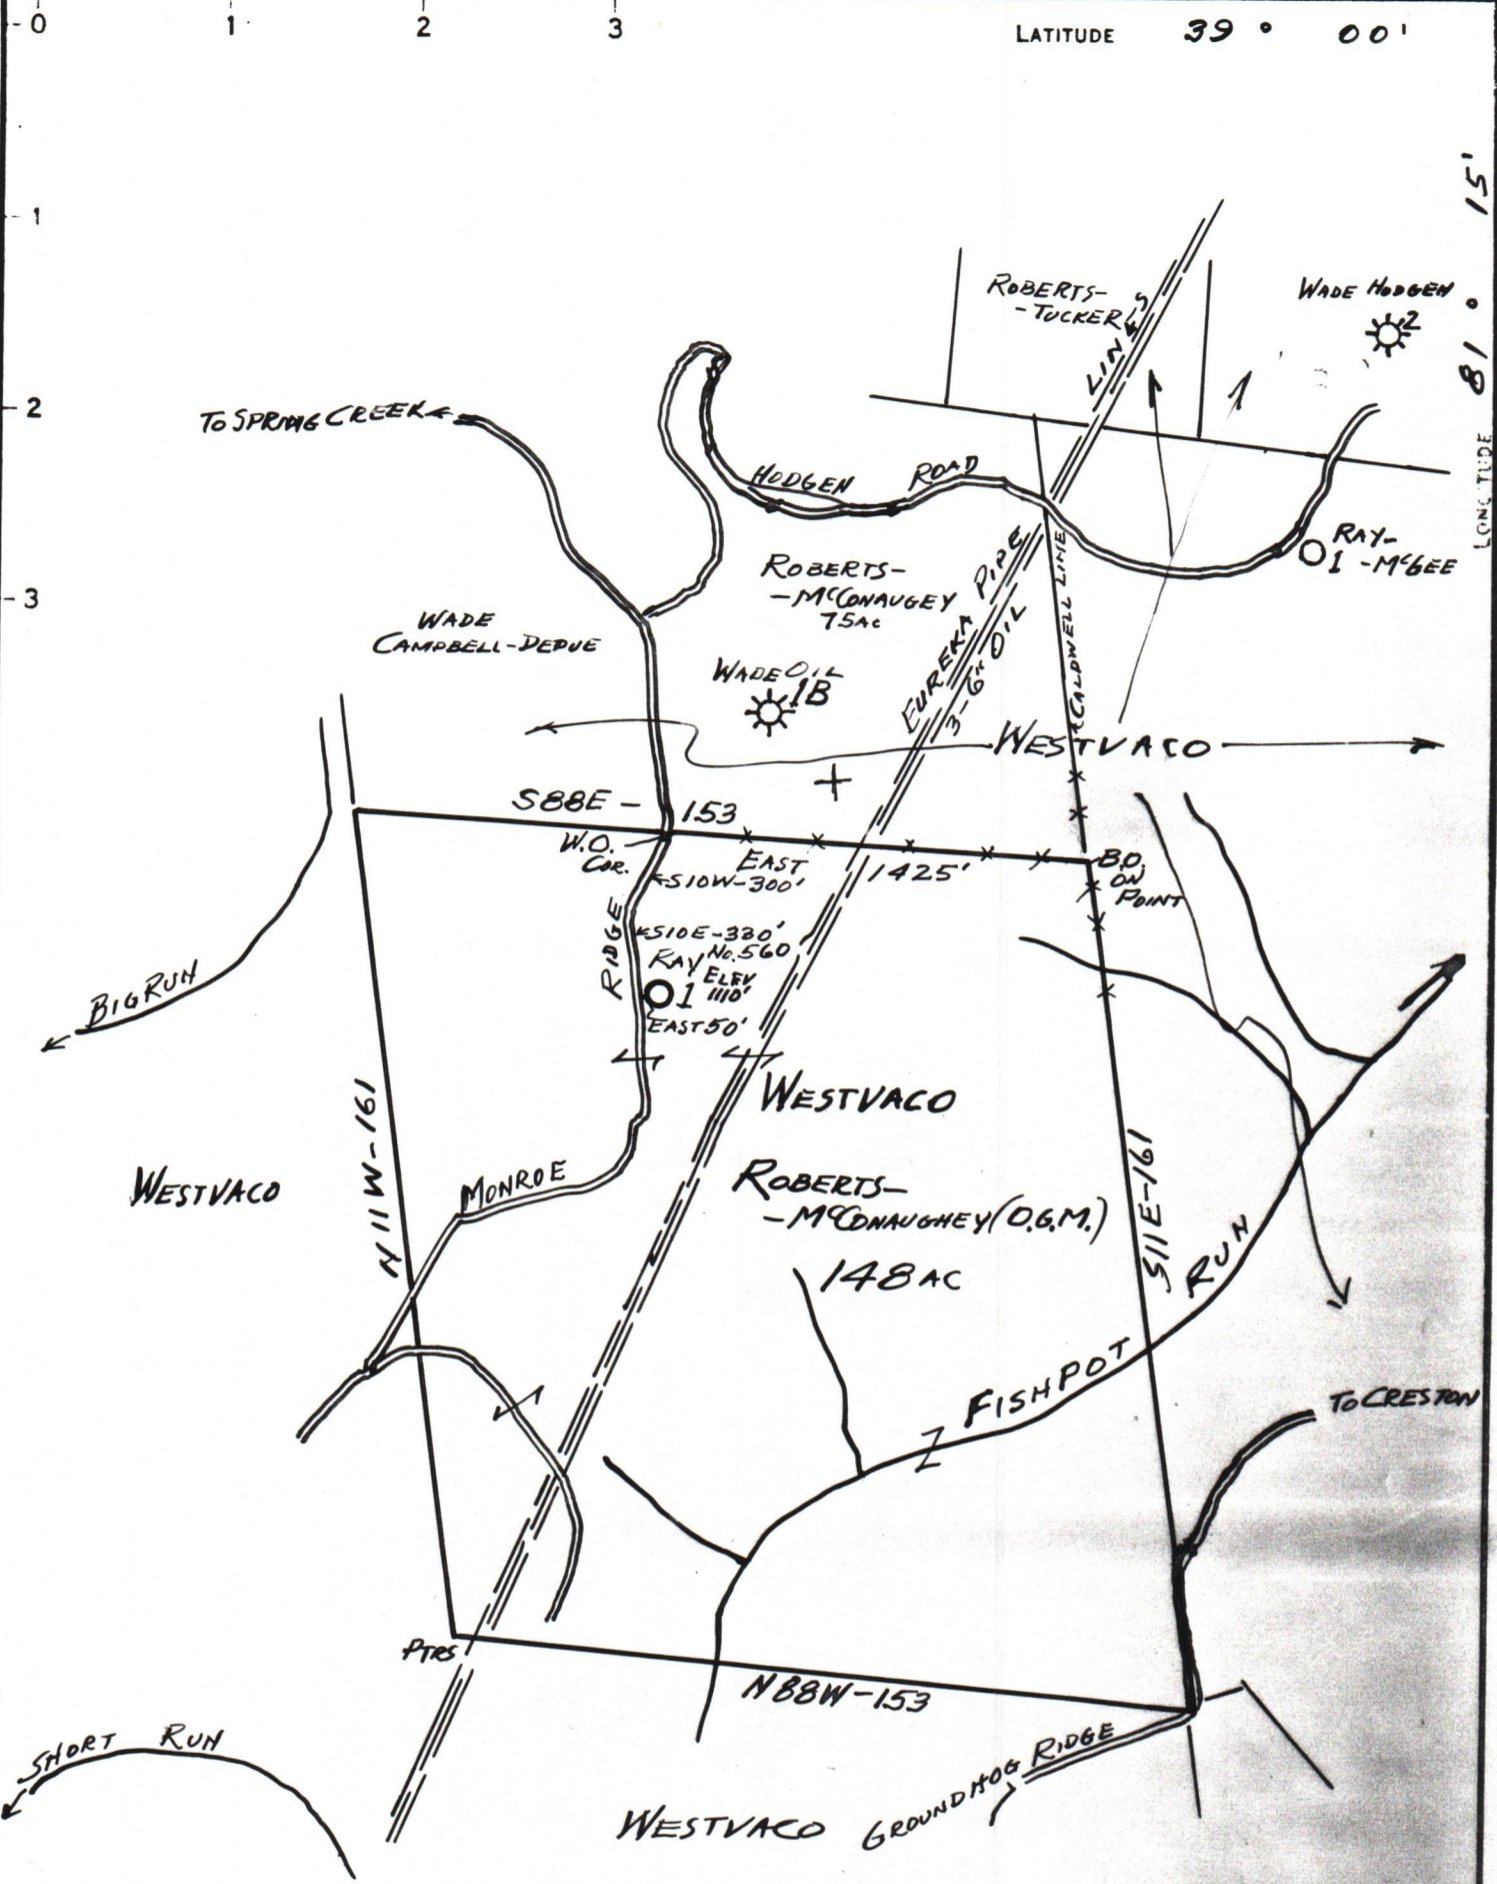 0 1 2 3
LATITUDE 39° 00'
1
2
3
LONGITUDE 81° 15'
ROBERTS-
-TUCKER
WADE HODGEN
2
LINES
TO SPRING CREEK
HODGEN ROAD
RAY-
1 -MCGEE
ROBERTS-
-MCCONAUGEY
75AC
EUREKA PIPE
3-6" OIL
CALDWELL LINE
WADE
CAMPBELL-DEPUE
WADE OIL
1B
WESTVACO
S88E - 153
W.O.
COR.
EAST
1425'
S10W-300'
B.O.
ON
POINT
S10E-330'
RAY NO.560
ELEV
1110'
1
EAST 50'
RIDGE
BIG RUN
WESTVACO
N11W-161
WESTVACO
MONROE
ROBERTS-
-MCCONAUGHEY (O.G.M.)
148 AC
S11E-161
FISHPOT RUN
TO CRESTON
PTRS
N88W-153
SHORT RUN
GROUNDHOG RIDGE
WESTVACO